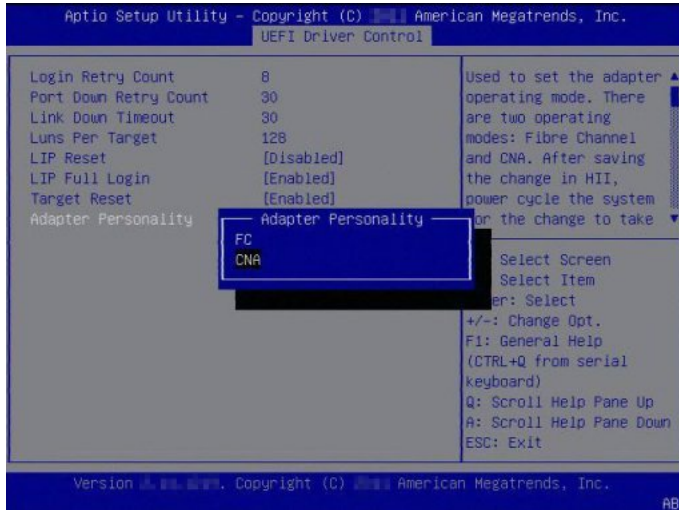 Aptio Setup Utility - Copyright (C) American Megatrends, Inc.
UEFI Driver Control
Login Retry Count 8
Port Down Retry Count 30
Link Down Timeout 30
Luns Per Target 128
LIP Reset [Disabled]
LIP Full Login [Enabled]
Target Reset [Enabled]
Adapter Personality
Adapter Personality
FC
CNA
Used to set the adapter
operating mode. There
are two operating
modes: Fibre Channel
and CNA. After saving
the change in HII,
power cycle the system
for the change to take
Select Screen
Select Item
er: Select
+/-: Change Opt.
F1: General Help
(CTRL+Q from serial
keyboard)
Q: Scroll Help Pane Up
A: Scroll Help Pane Down
ESC: Exit
Version . Copyright (C) American Megatrends, Inc.
AB